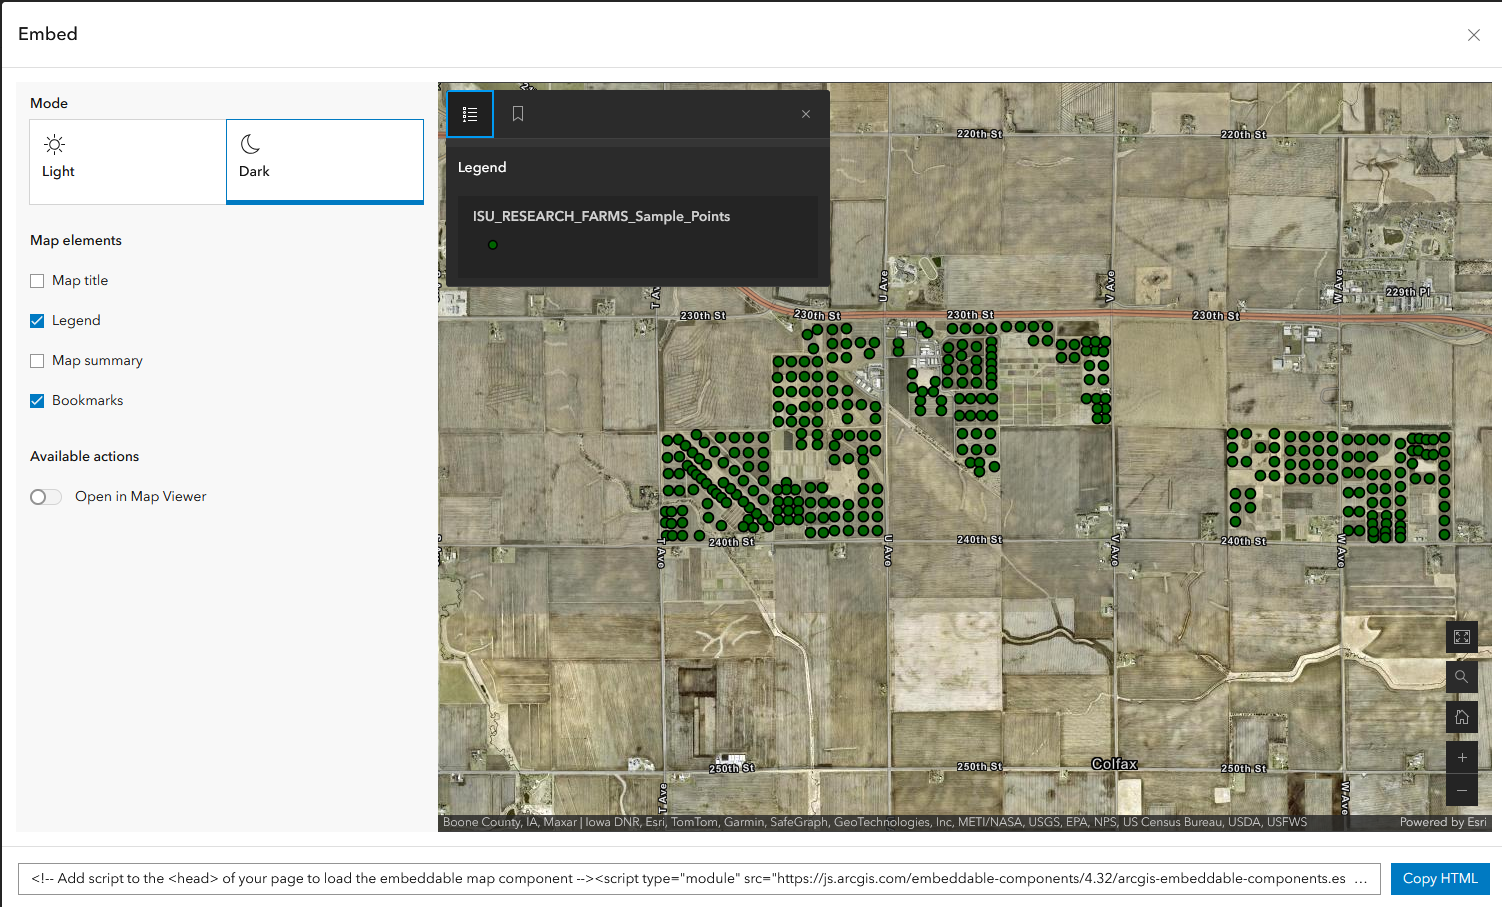 Embed
Mode
Light
Dark
Map elements
Map title
Legend
Map summary
Bookmarks
Available actions
Open in Map Viewer
Legend
ISU_RESEARCH_FARMS_Sample_Points
220th St
220th St
U Ave
V Ave
W Ave
229th Pl
T Ave
230th St
230th St
230th St
230th St
240th St
240th St
240th St
T Ave
U Ave
V Ave
W Ave
250th St
250th St
Colfax
250th St
T Ave
W Ave
Boone County, IA, Maxar | Iowa DNR, Esri, TomTom, Garmin, SafeGraph, GeoTechnologies, Inc, METI/NASA, USGS, EPA, NPS, US Census Bureau, USDA, USFWS
Powered by Esri
<!-- Add script to the <head> of your page to load the embeddable map component --><script type="module" src="https://js.arcgis.com/embeddable-components/4.32/arcgis-embeddable-components.es ...
Copy HTML